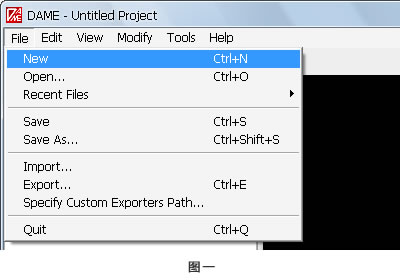 DAME - Untitled Project
File Edit View Modify Tools Help
New Ctrl+N
Open... Ctrl+O
Recent Files
Save Ctrl+S
Save As... Ctrl+Shift+S
Import...
Export... Ctrl+E
Specify Custom Exporters Path...
Quit Ctrl+Q
图一